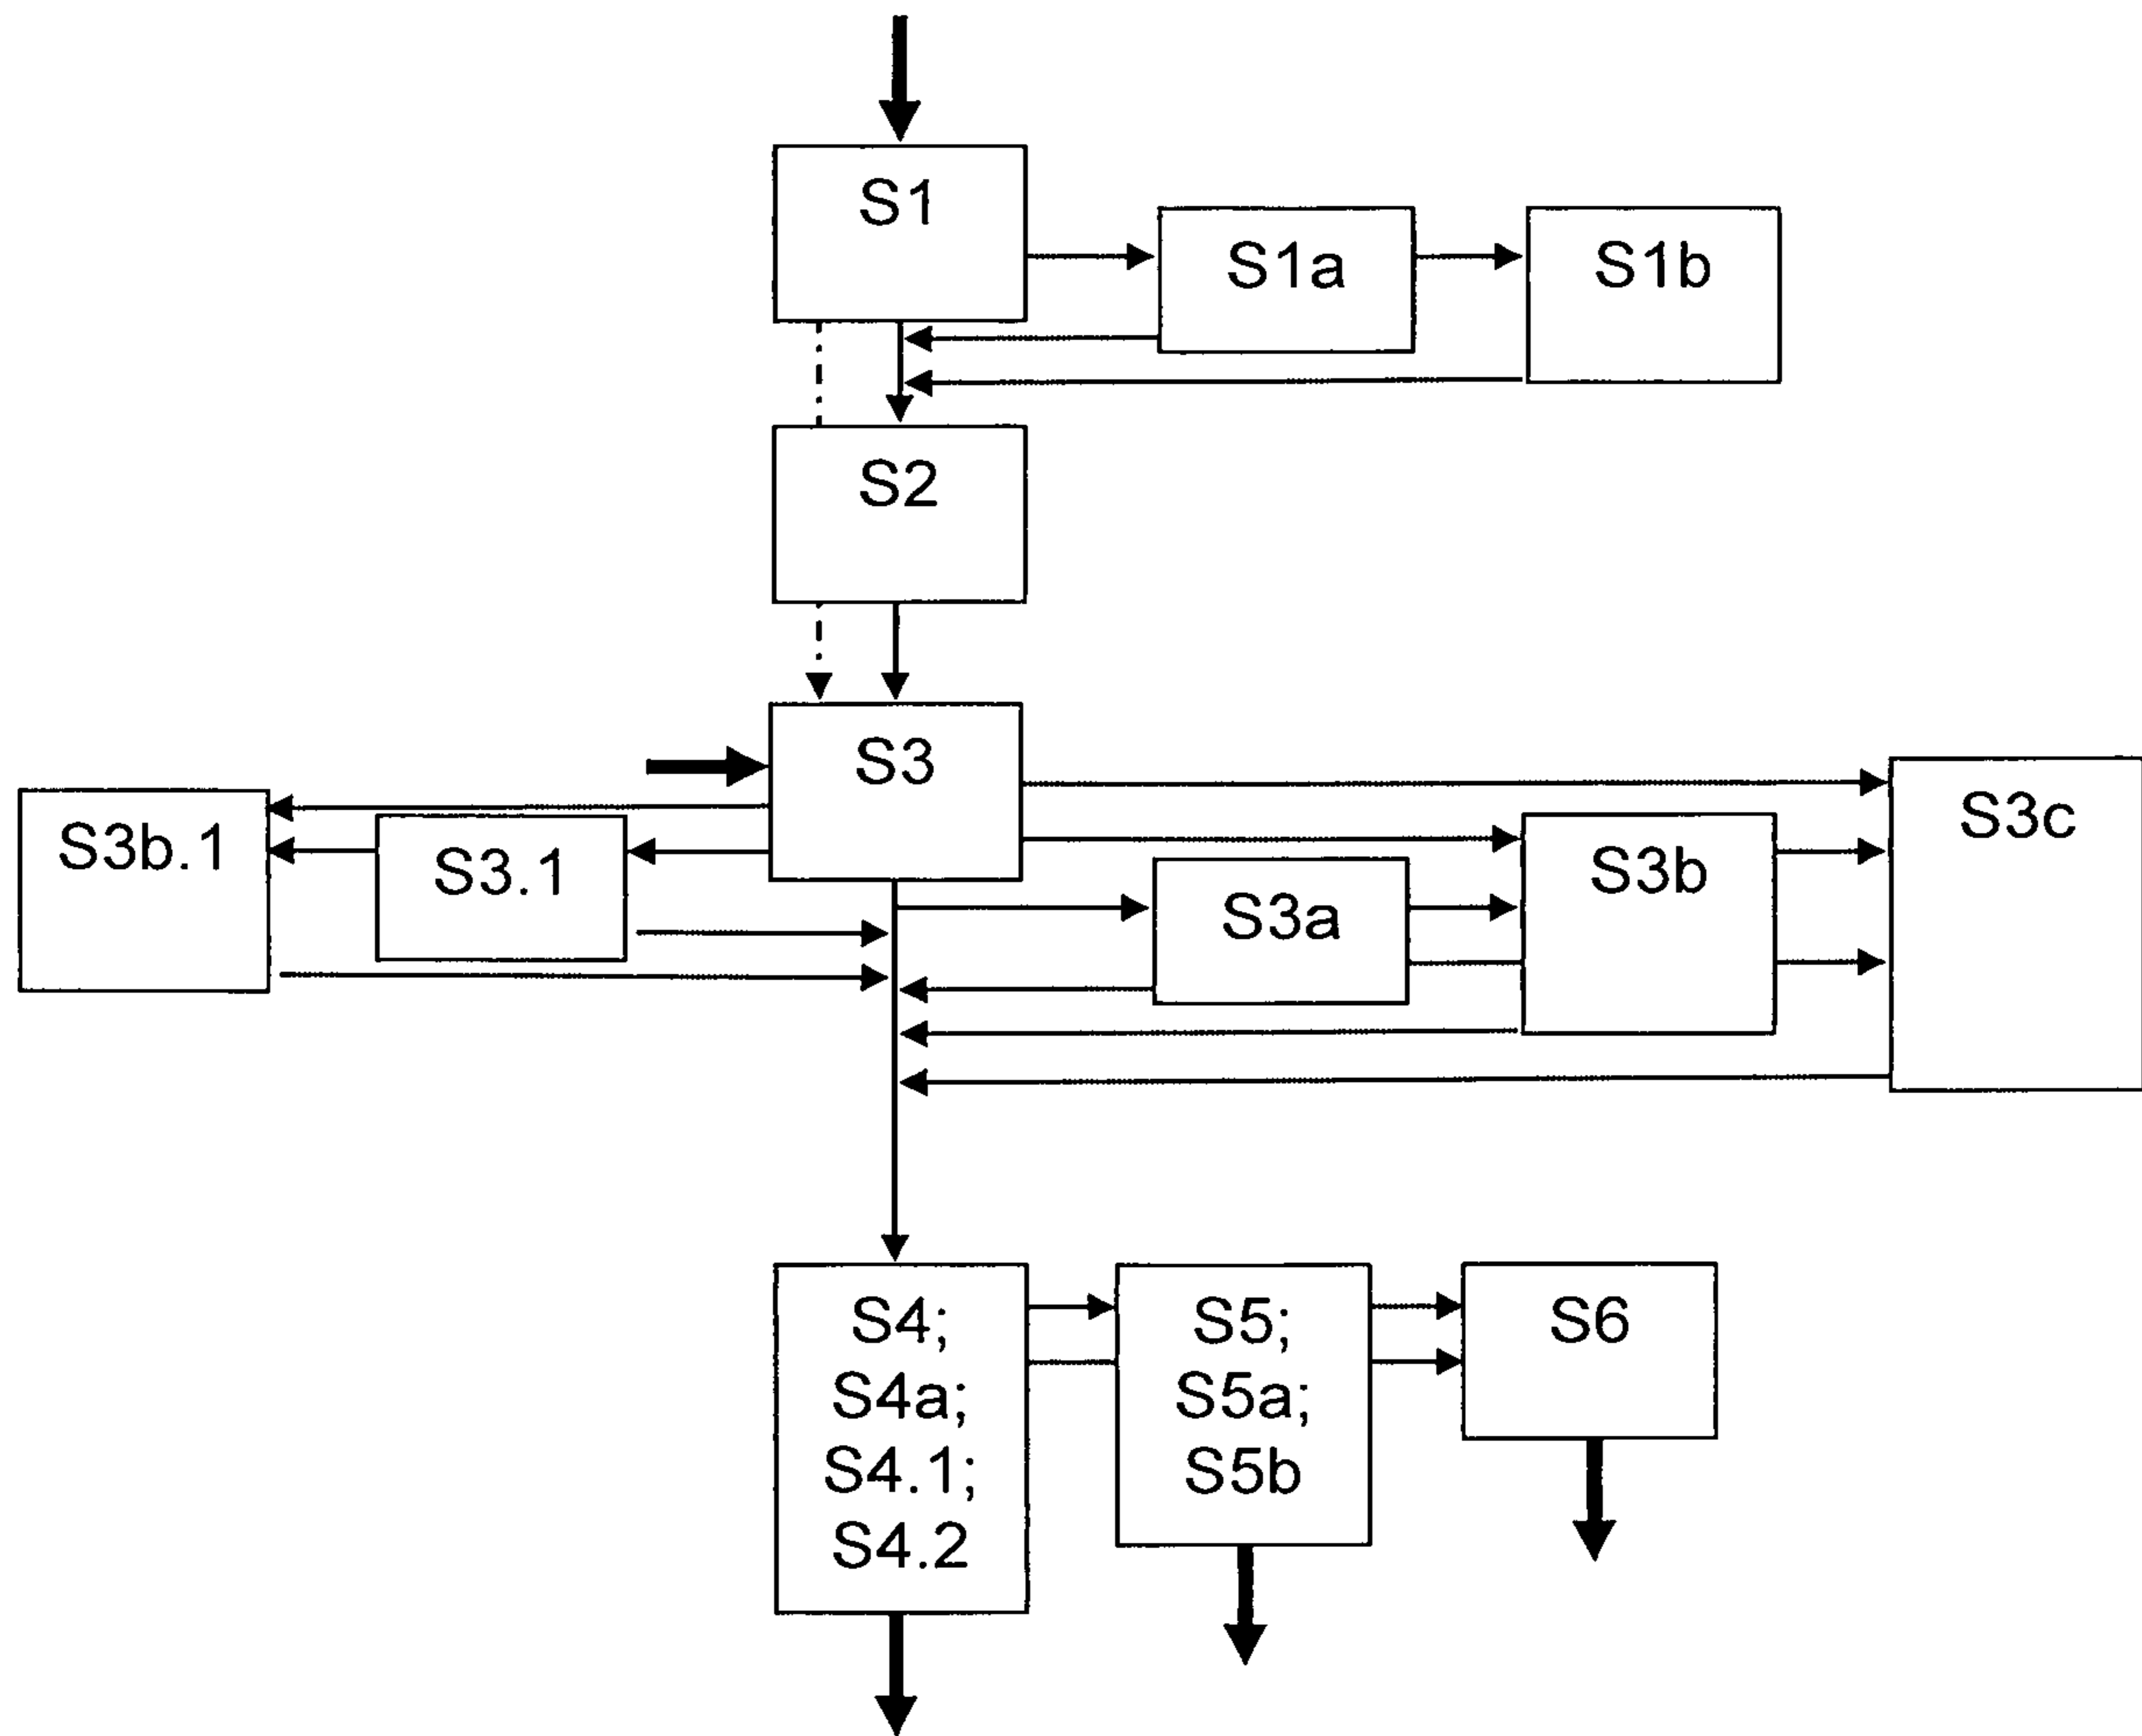 S1
S1a
S1b
S2
S3
S3c
S3b.1
S3.1
S3b
S3a
S4;
S4a;
S4.1;
S4.2
S5;
S5a;
S5b
S6